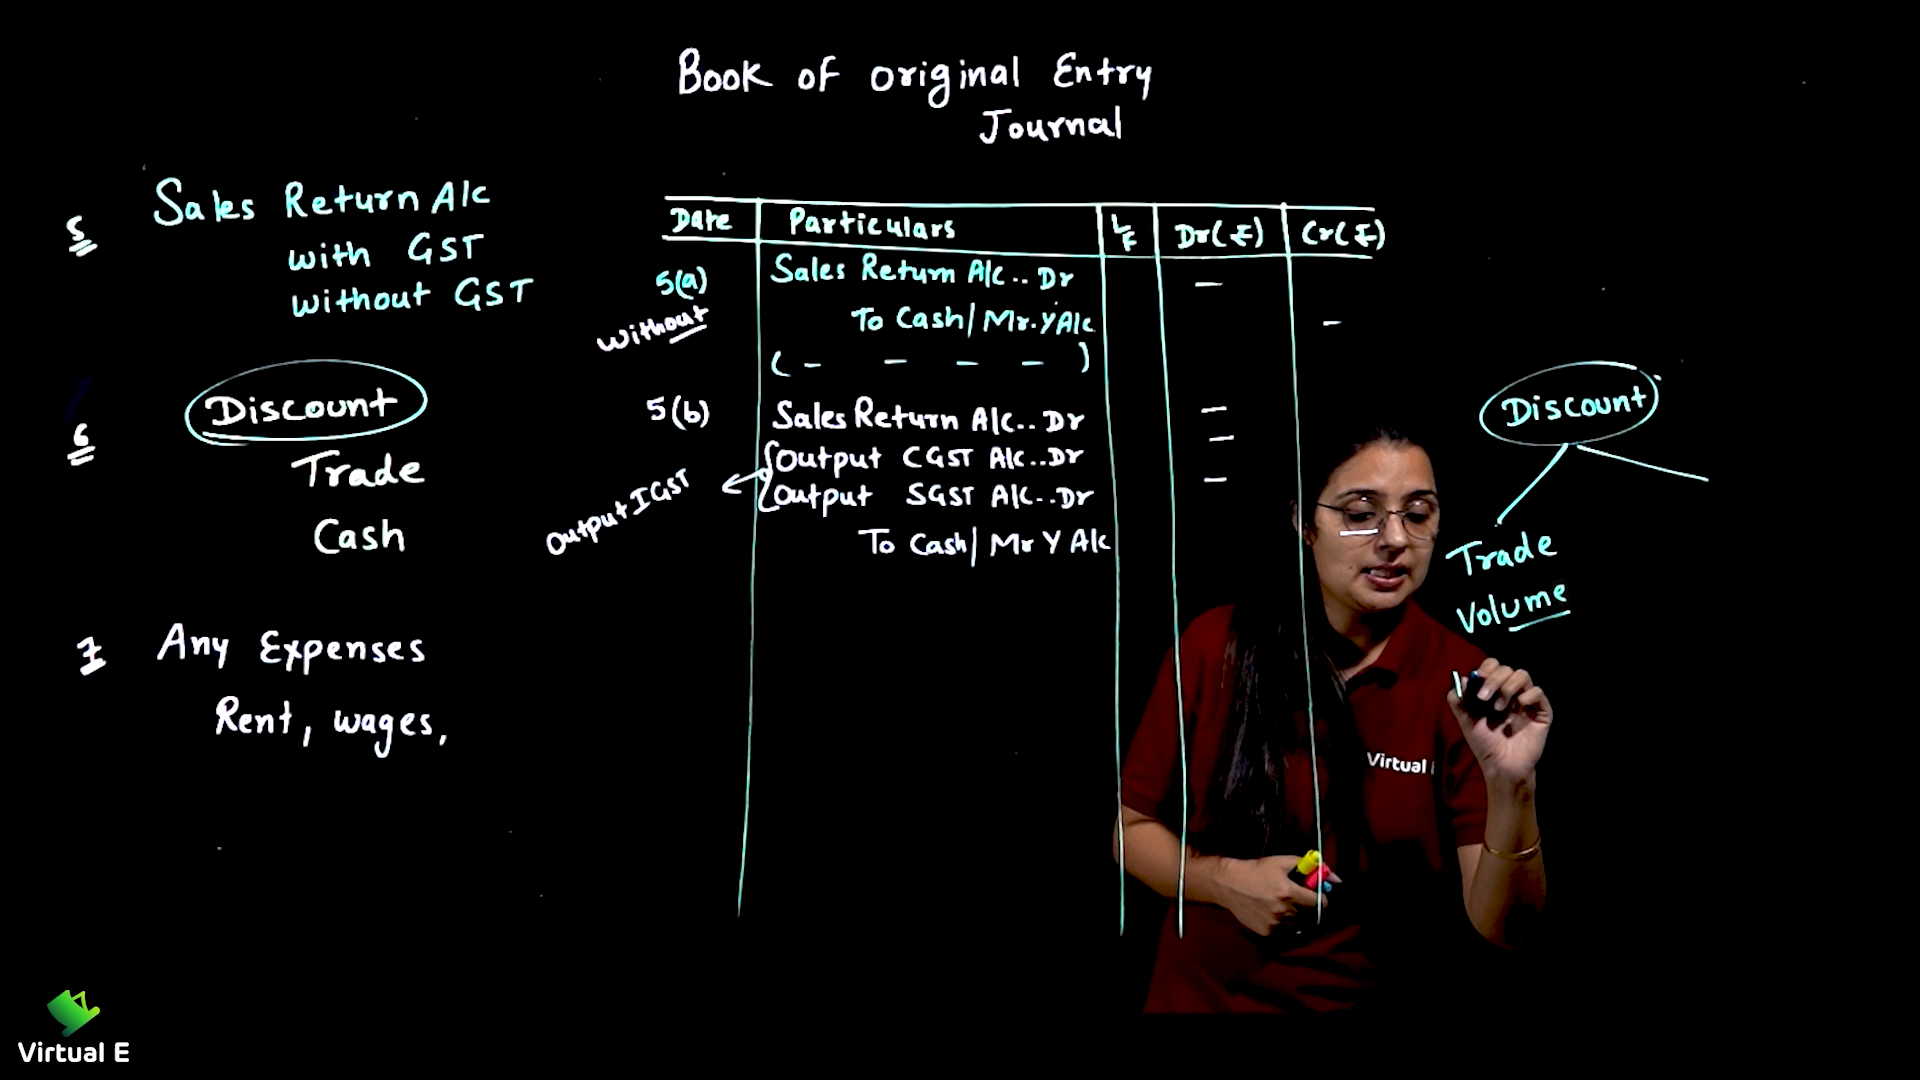 Book of original Entry
Journal
5
Sales Return A/c
with GST
without GST
6
Discount
Trade
Cash
7
Any Expenses
Rent, wages,
Date Particulars L/F Dr(₹) Cr(₹)
5(a) Sales Return A/c.. Dr –
without To Cash/Mr.Y A/c –
( - – – – )
5(b) Sales Return A/c.. Dr –
{Output CGST A/c..Dr –
Output SGST A/c..Dr –
Output IGST
To Cash/ Mr Y A/c –
Discount
Trade
Volume
Virtual
Virtual E